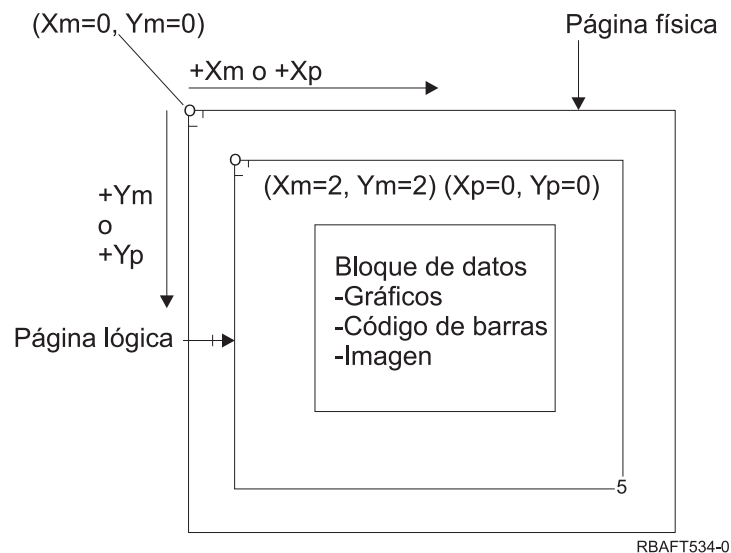 (Xm=0, Ym=0)
Página física
+Xm o +Xp
+Ym
o
+Yp
(Xm=2, Ym=2) (Xp=0, Yp=0)
Bloque de datos
-Gráficos
-Código de barras
-Imagen
Página lógica
5
RBAFT534-0